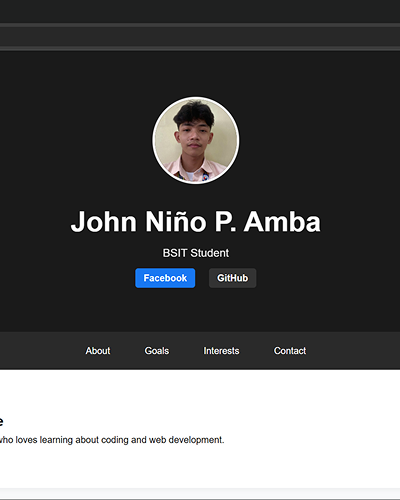 John Niño P. Amba
BSIT Student
Facebook GitHub
About Goals Interests Contact
who loves learning about coding and web development.